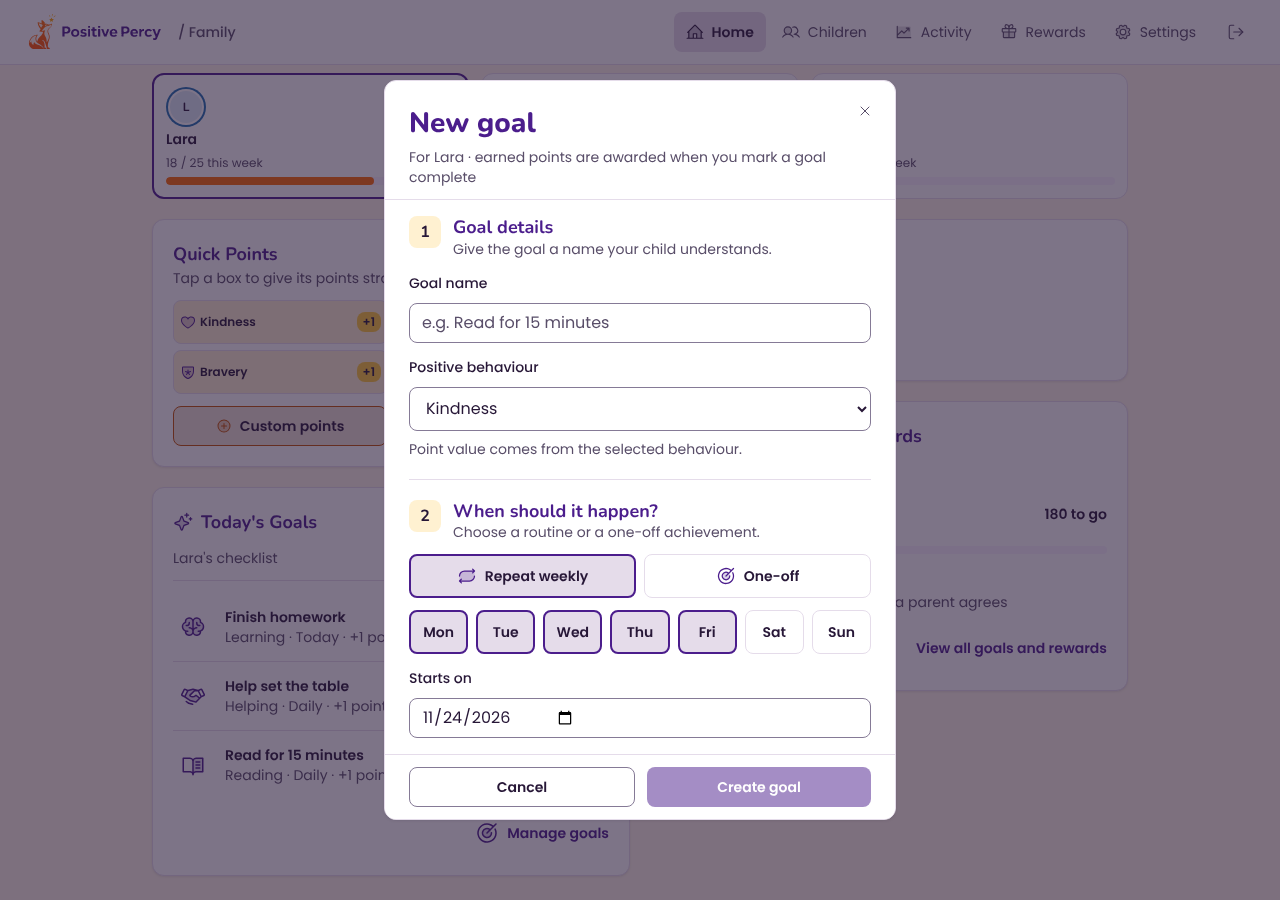 Positive Percy / Family
Home
Children
Activity
Rewards
Settings
L
Lara
18 / 25 this week
Quick Points
Tap a box to give its points
Kindness
+1
Bravery
+1
Custom points
Today's Goals
Lara's checklist
Finish homework
Learning · Today · +1
Help set the table
Helping · Daily · +1
Read for 15 minutes
Reading · Daily · +1
Manage goals
New goal
For Lara · earned points are awarded when you mark a goal
complete
1
Goal details
Give the goal a name your child understands.
Goal name
e.g. Read for 15 minutes
Positive behaviour
Kindness
Point value comes from the selected behaviour.
2
When should it happen?
Choose a routine or a one-off achievement.
Repeat weekly
One-off
Mon
Tue
Wed
Thu
Fri
Sat
Sun
Starts on
11/24/2026
Cancel
Create goal
180 to go
a parent agrees
View all goals and rewards